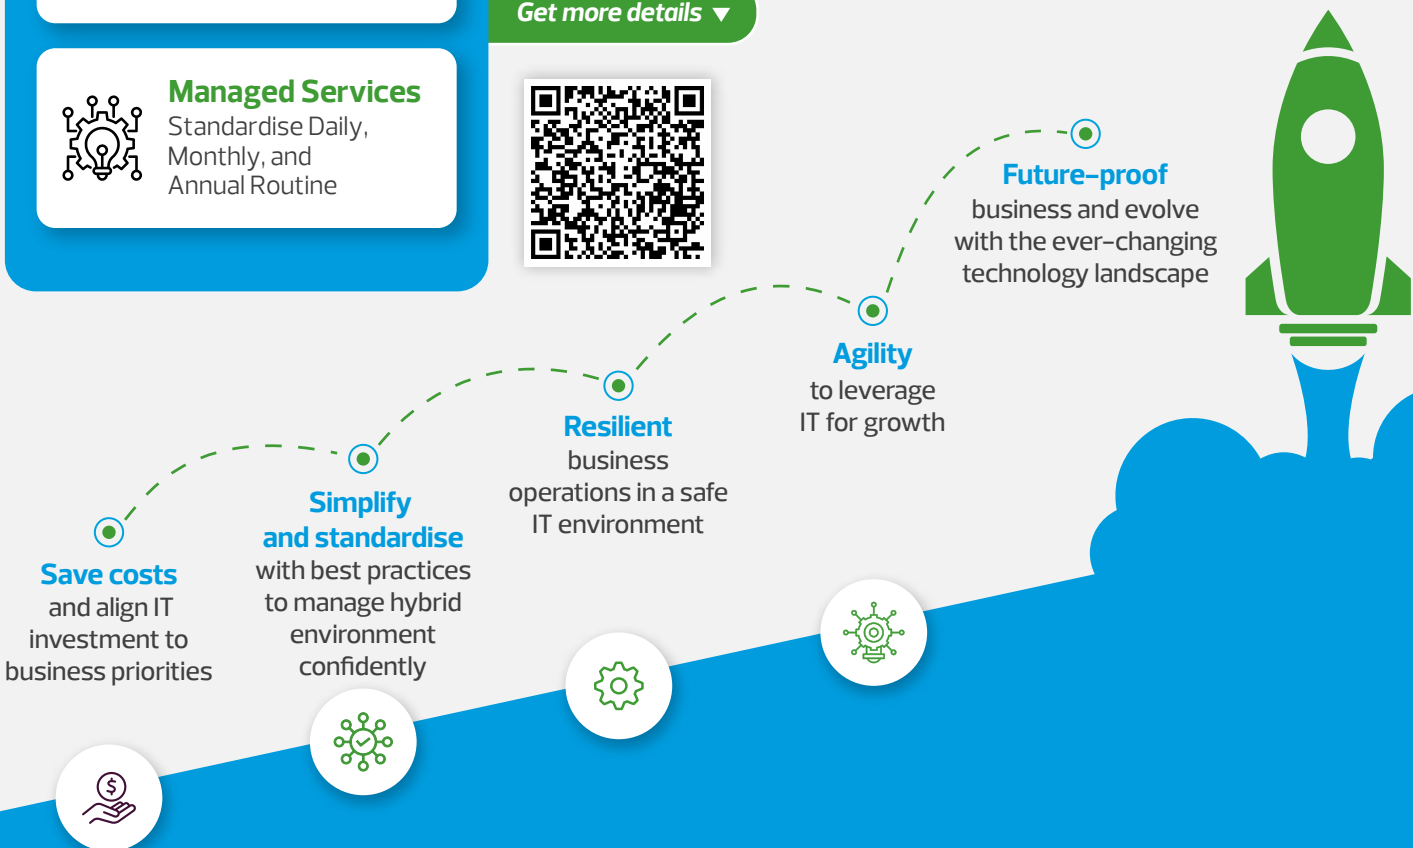 Get more details ▼
Managed Services
Standardise Daily,
Monthly, and
Annual Routine
Future-proof
business and evolve
with the ever-changing
technology landscape
Agility
to leverage
IT for growth
Resilient
business
operations in a safe
IT environment
Simplify
and standardise
with best practices
to manage hybrid
environment
confidently
Save costs
and align IT
investment to
business priorities
$